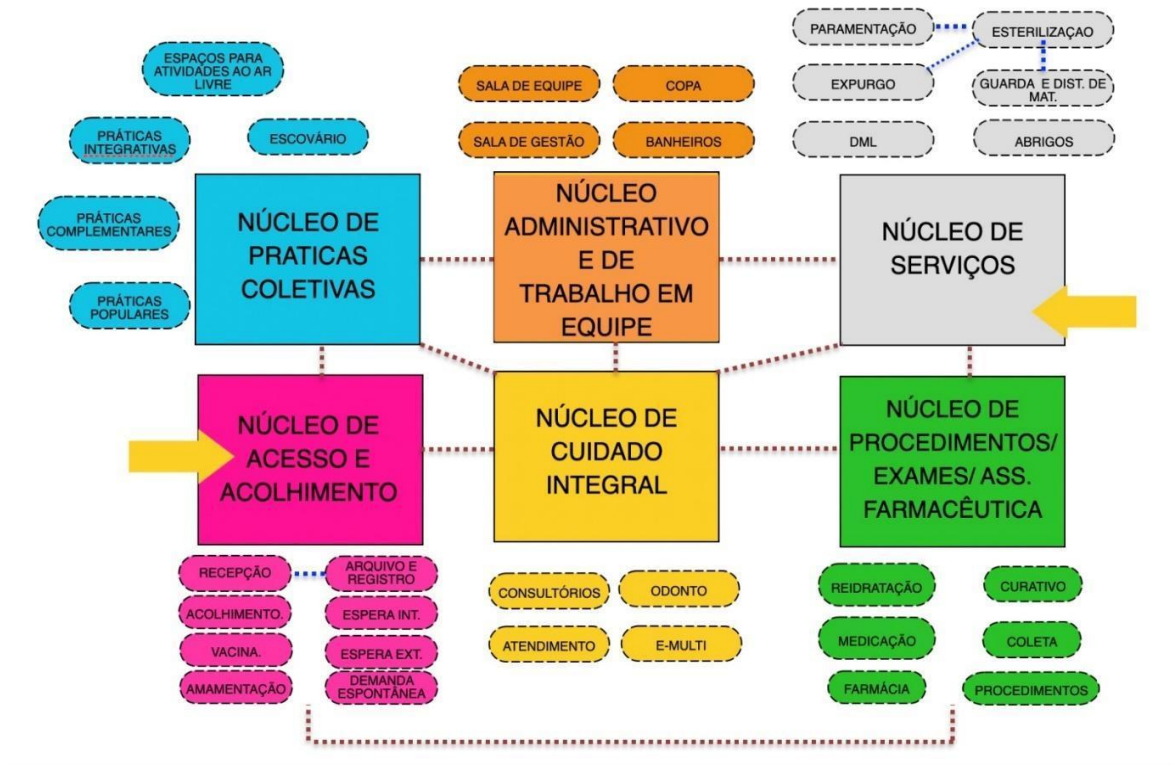 ESPAÇOS PARA
ATIVIDADES AO AR
LIVRE
PRÁTICAS
INTEGRATIVAS
ESCOVÁRIO
PRÁTICAS
COMPLEMENTARES
PRÁTICAS
POPULARES
NÚCLEO DE
PRATICAS
COLETIVAS
SALA DE EQUIPE
COPA
SALA DE GESTÃO
BANHEIROS
NÚCLEO
ADMINISTRATIVO
E DE
TRABALHO EM
EQUIPE
PARAMENTAÇÃO
ESTERILIZAÇAO
EXPURGO
GUARDA E DIST. DE
MAT.
DML
ABRIGOS
NÚCLEO DE
SERVIÇOS
NÚCLEO DE
ACESSO E
ACOLHIMENTO
RECEPÇÃO
ARQUIVO E
REGISTRO
ACOLHIMENTO.
ESPERA INT.
VACINA.
ESPERA EXT.
AMAMENTAÇÃO
DEMANDA
ESPONTÂNEA
NÚCLEO DE
CUIDADO
INTEGRAL
CONSULTÓRIOS
ODONTO
ATENDIMENTO
E-MULTI
NÚCLEO DE
PROCEDIMENTOS/
EXAMES/ ASS.
FARMACÊUTICA
REIDRATAÇÃO
CURATIVO
MEDICAÇÃO
COLETA
FARMÁCIA
PROCEDIMENTOS